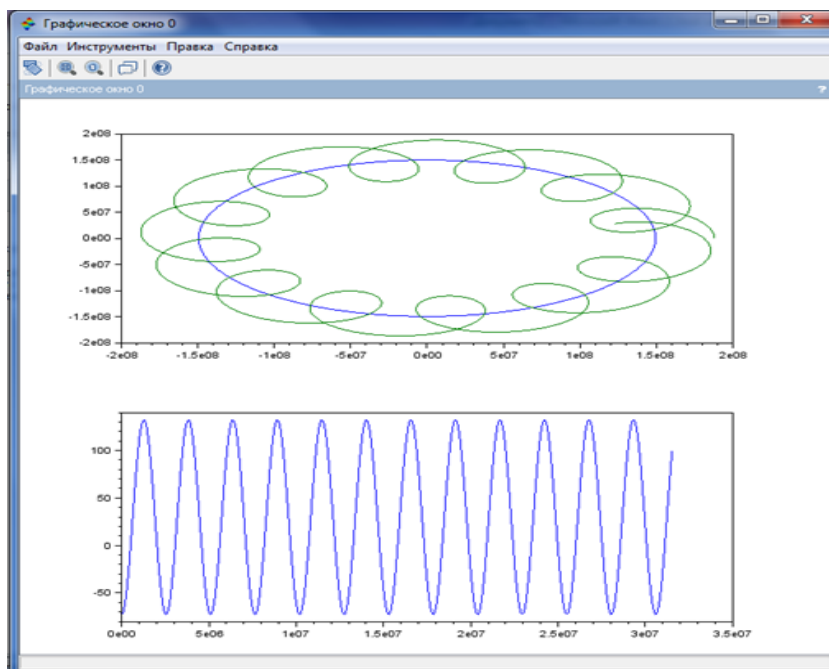 Графическое окно 0
Файл Инструменты Правка Справка
Графическое окно 0 ?
2e08
1.5e08
1e08
5e07
0e00
-5e07
-1e08
-1.5e08
-2e08
-2e08 -1.5e08 -1e08 -5e07 0e00 5e07 1e08 1.5e08 2e08
100
50
0
-50
0e00 5e06 1e07 1.5e07 2e07 2.5e07 3e07 3.5e07